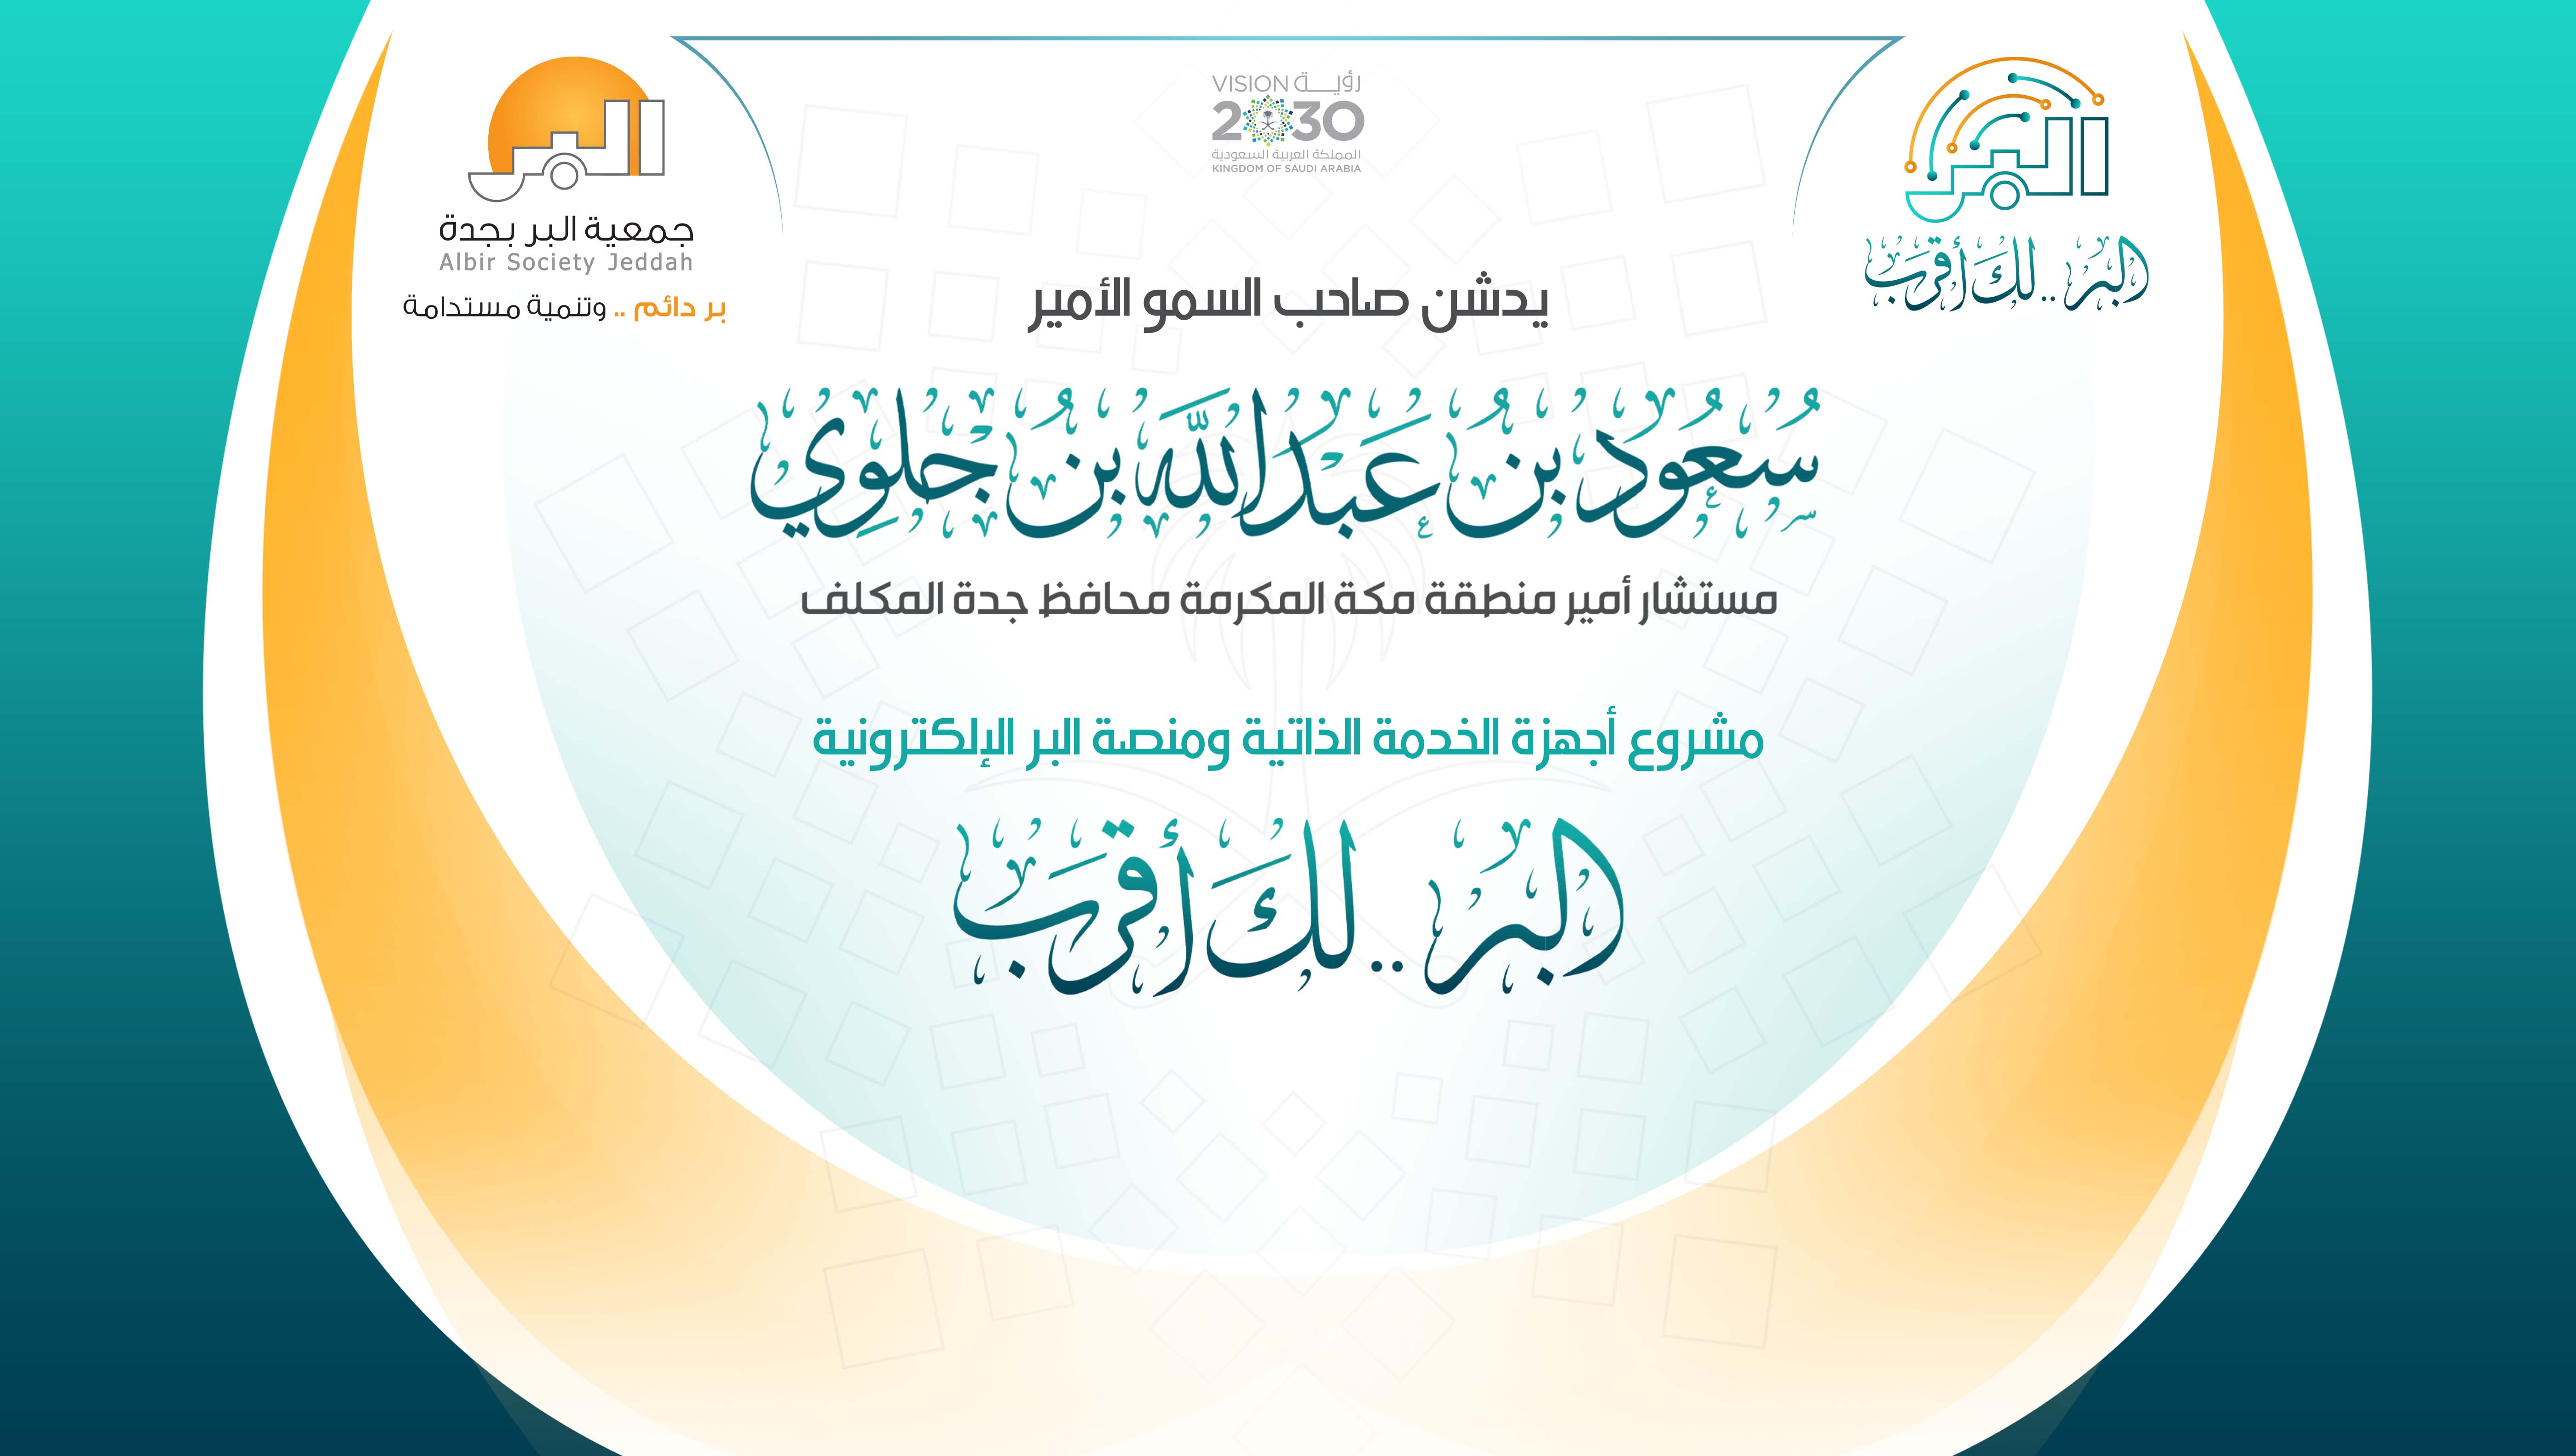 البر
جمعية البر بجدة
Albir Society Jeddah
بر دائم .. وتنمية مستدامة
VISION رؤيـــة
2030
المملكة العربية السعودية
KINGDOM OF SAUDI ARABIA
البر
البر .. لك أقرب
يدشن صاحب السمو الأمير
سعود بن عبدالله بن جلوي
مستشار أمير منطقة مكة المكرمة محافظ جدة المكلف
مشروع أجهزة الخدمة الذاتية ومنصة البر الإلكترونية
البر .. لك أقرب